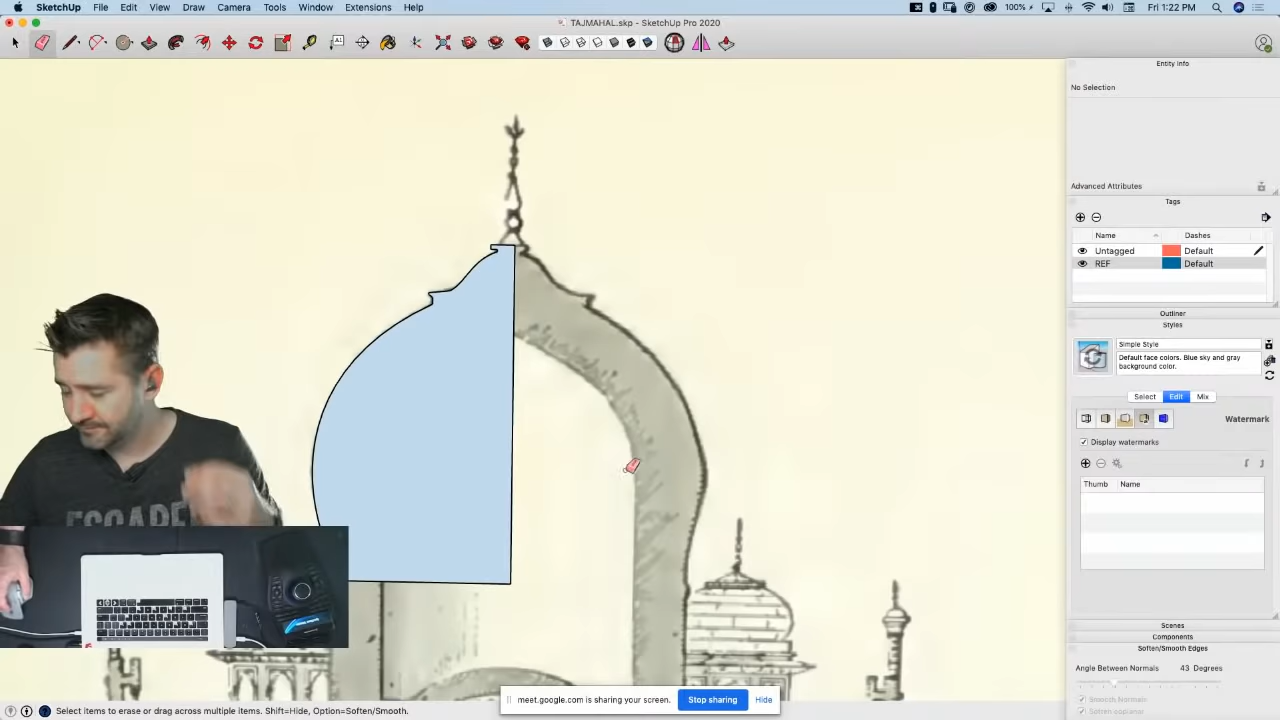 SketchUp File Edit View Draw Camera Tools Window Extensions Help
100% Fri 1:22 PM
TAJMAHAL.skp - SketchUp Pro 2020
Entity Info
No Selection
Advanced Attributes
Tags
Name Dashes
Untagged Default
REF Default
Outliner
Styles
Simple Style
Default face colors. Blue sky and gray
background color.
Select Edit Mix
Watermark
Display watermarks
Thumb Name
Scenes
Components
Soften/Smooth Edges
Angle Between Normals 43 Degrees
Smooth Normals
Soften coplanar
ESCAPE
meet.google.com is sharing your screen. Stop sharing Hide
Select items to erase or drag across multiple items. Shift=Hide, Option=Soften/Smooth.